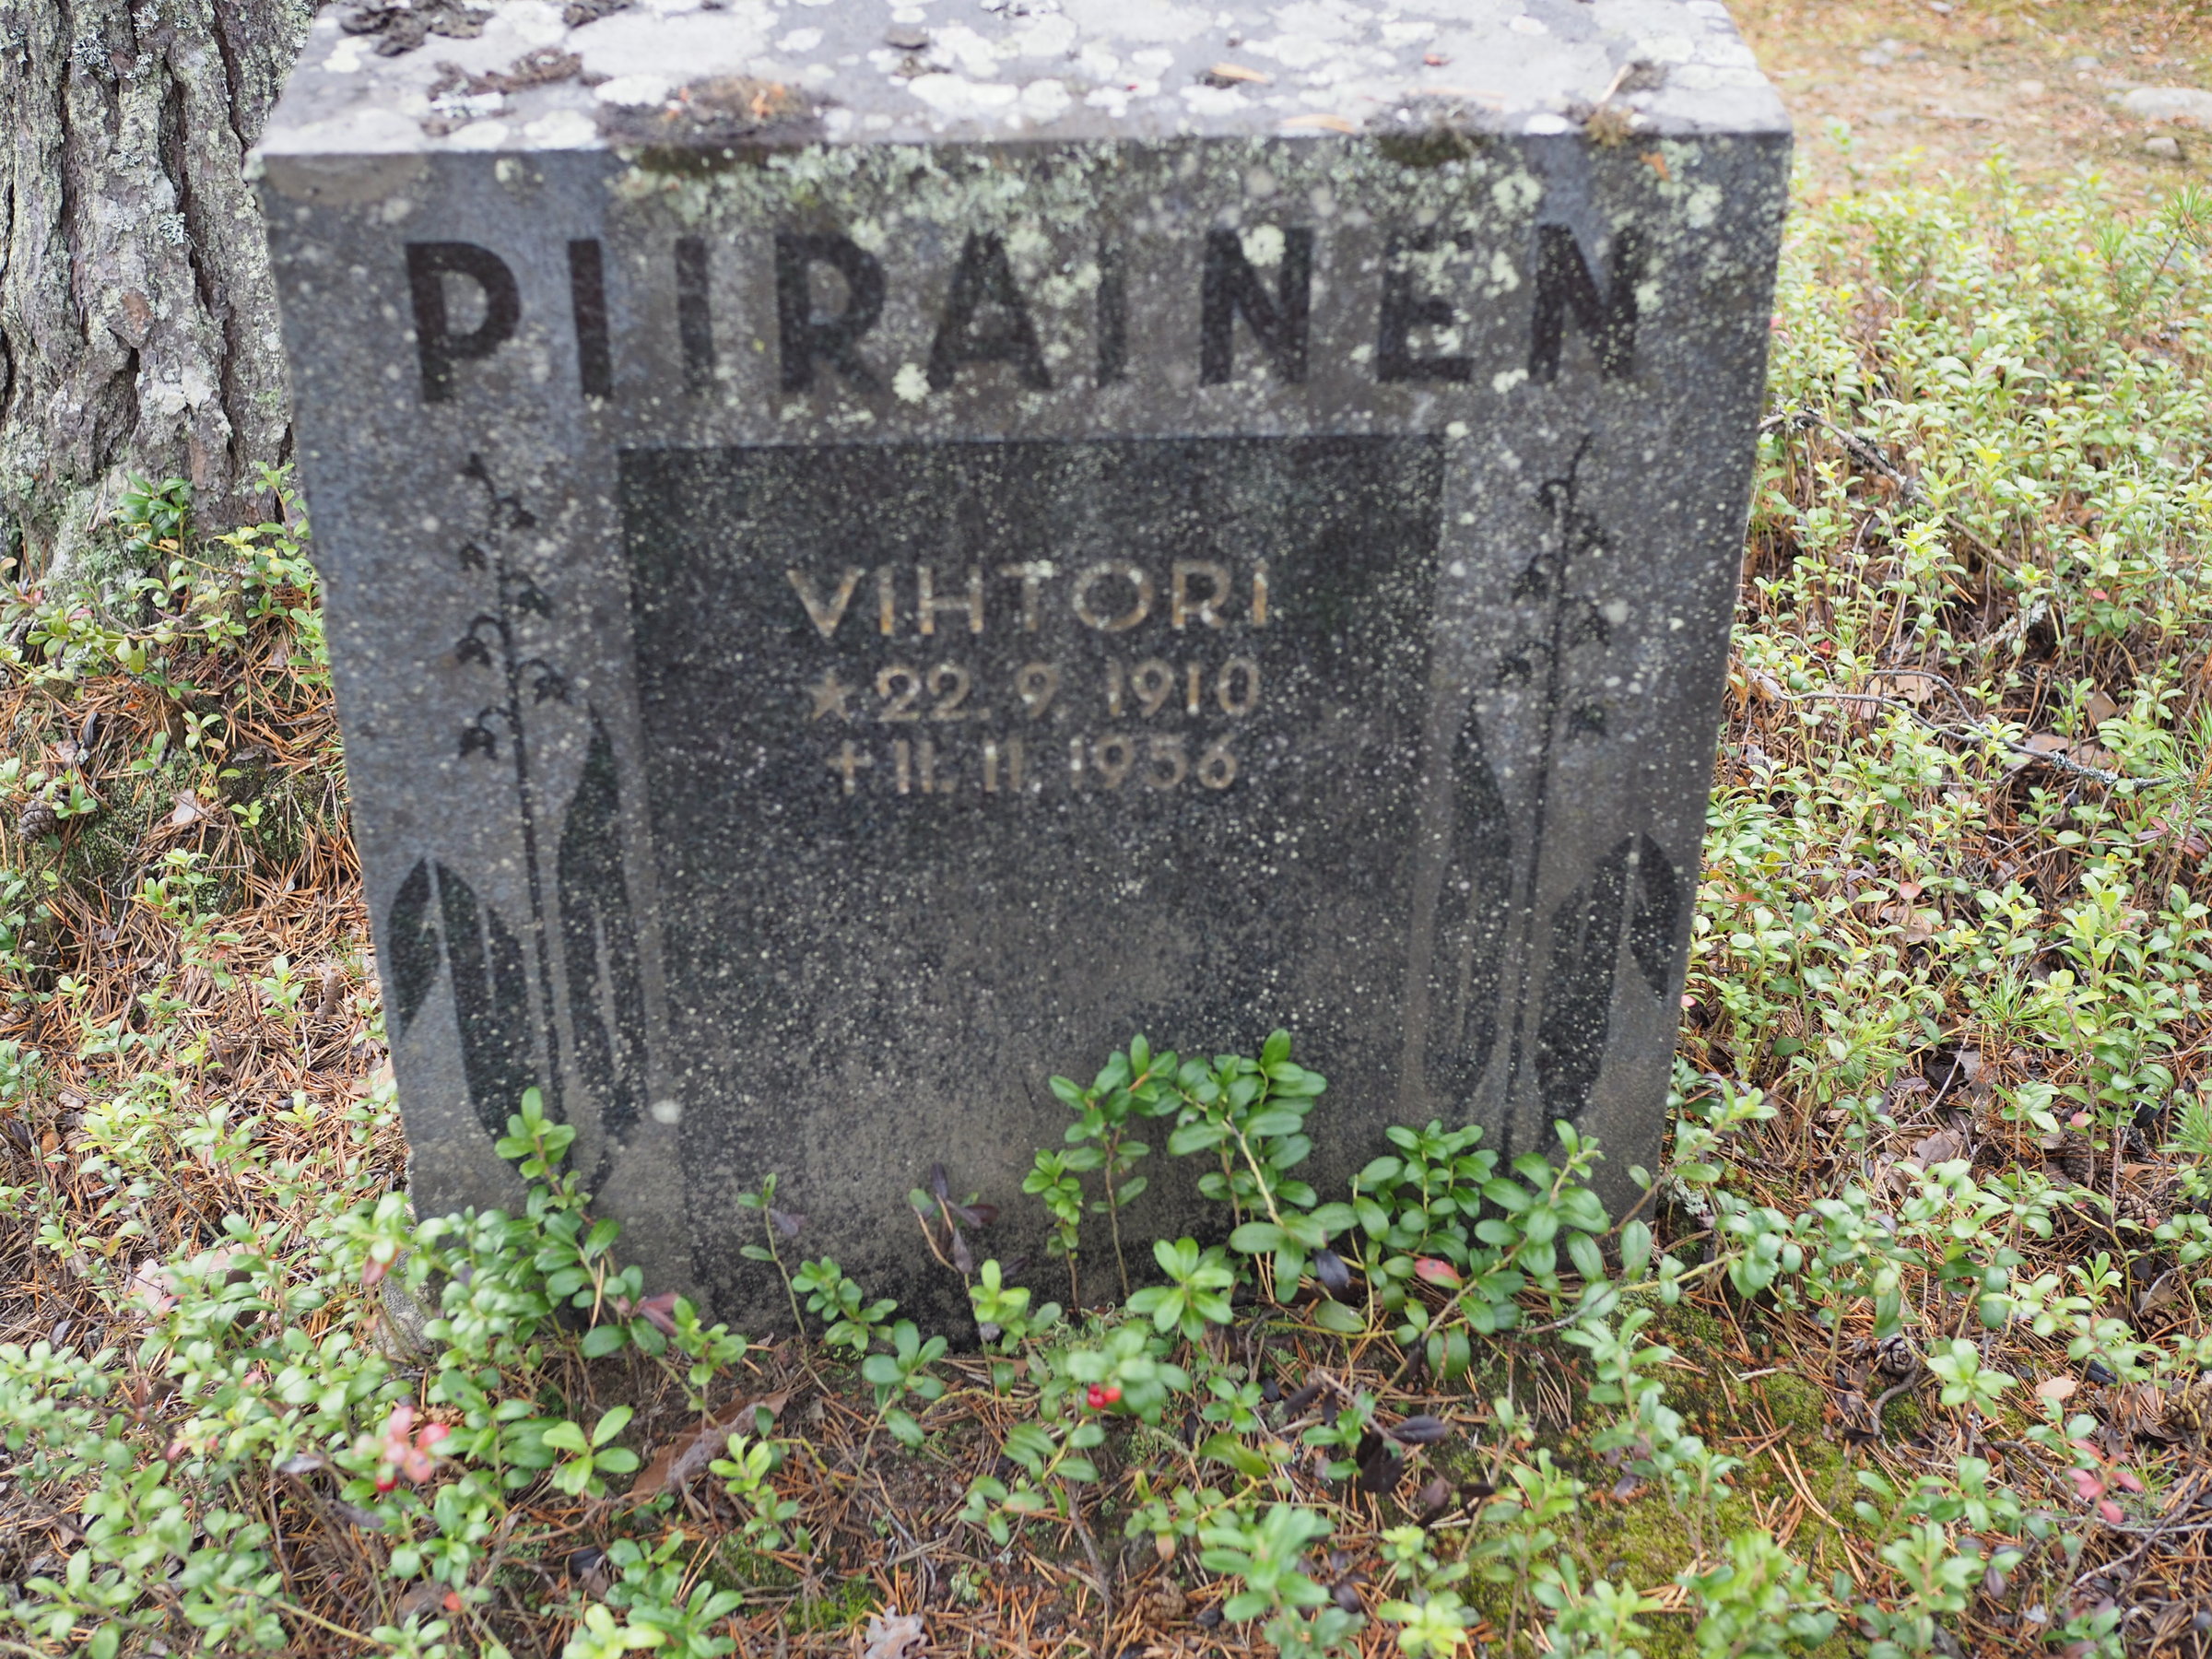 PIIRAINEN
VIHTORI
★ 22. 9. 1910
✝ 11. 11. 1956